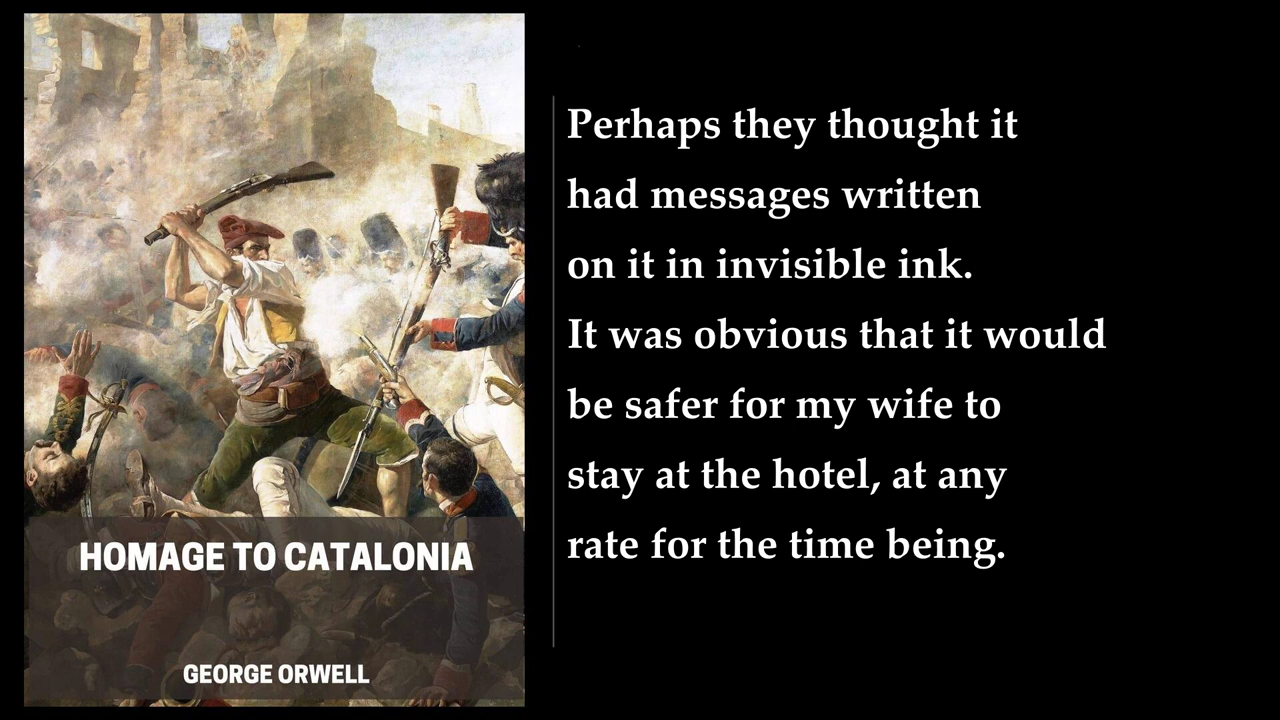 HOMAGE TO CATALONIA
GEORGE ORWELL
Perhaps they thought it
had messages written
on it in invisible ink.
It was obvious that it would
be safer for my wife to
stay at the hotel, at any
rate for the time being.